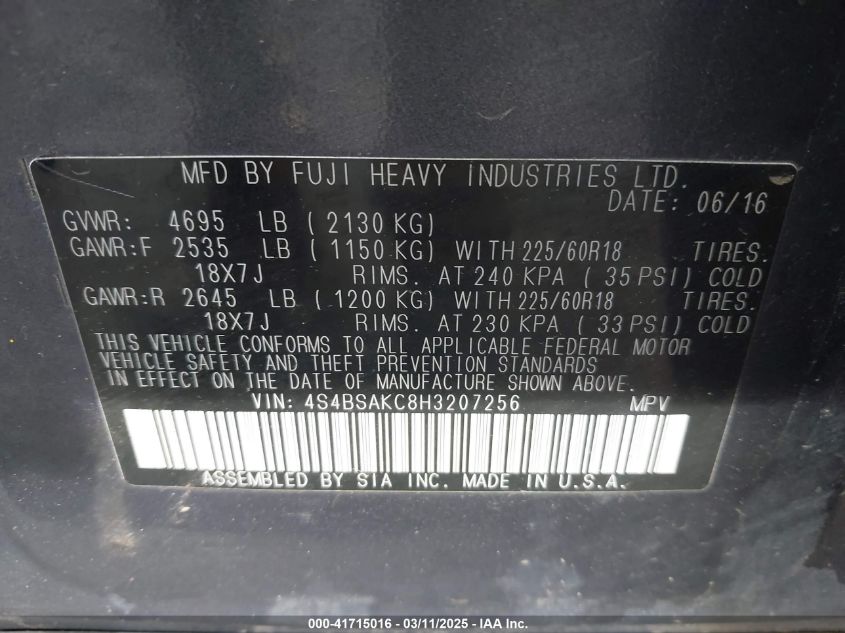 MFD BY FUJI HEAVY INDUSTRIES LTD.
DATE: 06/16
GVWR: 4695 LB ( 2130 KG)
GAWR:F 2535 LB ( 1150 KG) WITH 225/60R18 TIRES.
18X7J RIMS. AT 240 KPA ( 35 PSI) COLD
GAWR:R 2645 LB ( 1200 KG) WITH 225/60R18 TIRES.
18X7J RIMS. AT 230 KPA ( 33 PSI) COLD
THIS VEHICLE CONFORMS TO ALL APPLICABLE FEDERAL MOTOR
VEHICLE SAFETY AND THEFT PREVENTION STANDARDS
IN EFFECT ON THE DATE OF MANUFACTURE SHOWN ABOVE.
VIN: 4S4BSAKC8H3207256 MPV
ASSEMBLED BY SIA INC. MADE IN U.S.A.
000-41715016 - 03/11/2025 - IAA Inc.